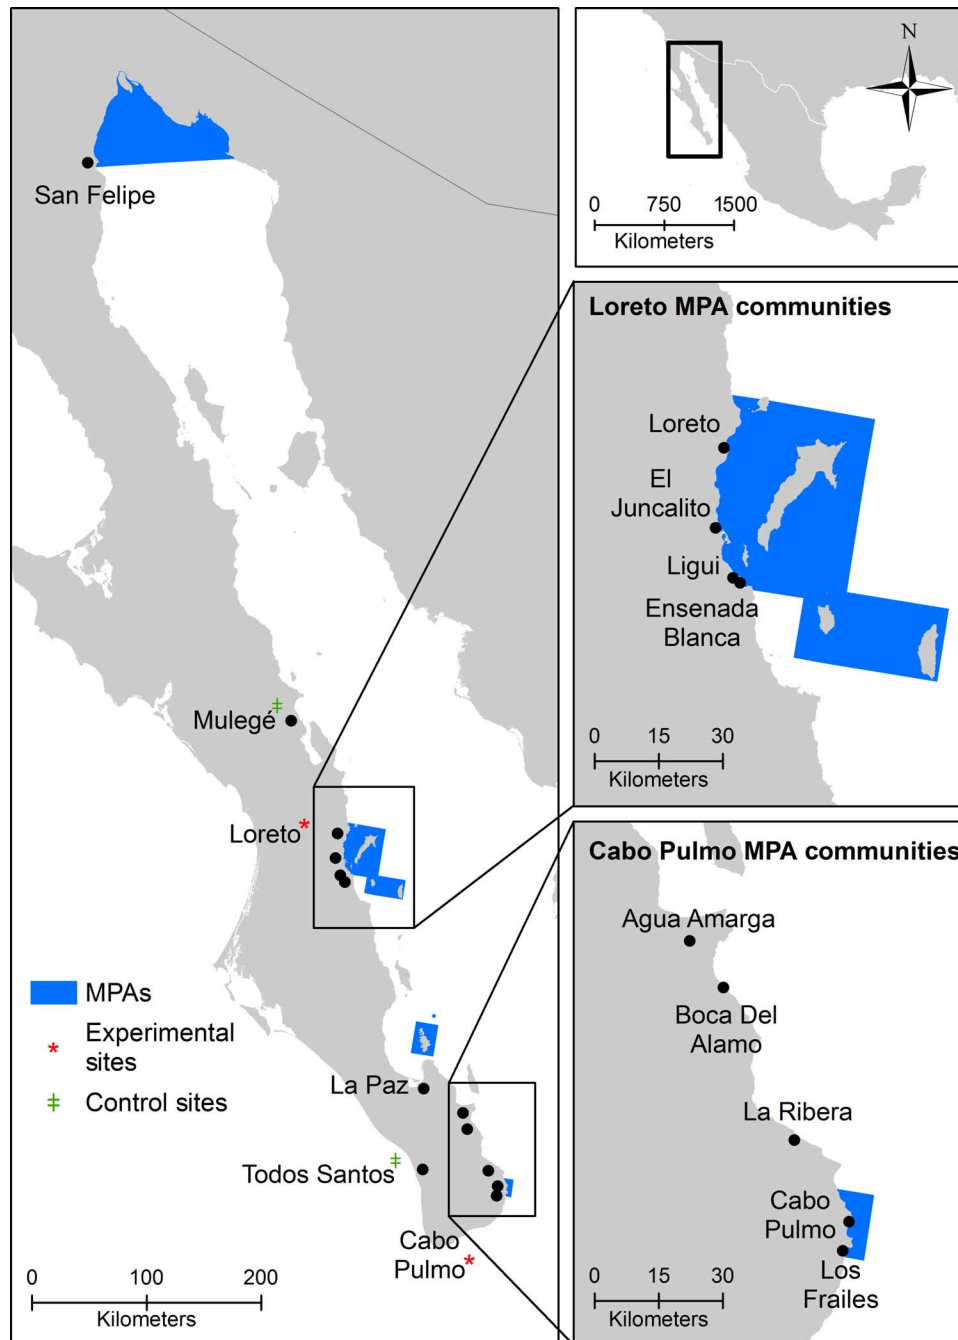 San Felipe
Mulegé ‡
Loreto *
MPAs
* Experimental
sites
‡ Control sites
La Paz
Todos Santos ‡
Cabo
Pulmo *
0 100 200
Kilometers
N
0 750 1500
Kilometers
Loreto MPA communities
Loreto
El
Juncalito
Ligui
Ensenada
Blanca
0 15 30
Kilometers
Cabo Pulmo MPA communities
Agua Amarga
Boca Del
Alamo
La Ribera
Cabo
Pulmo
Los
Frailes
0 15 30
Kilometers